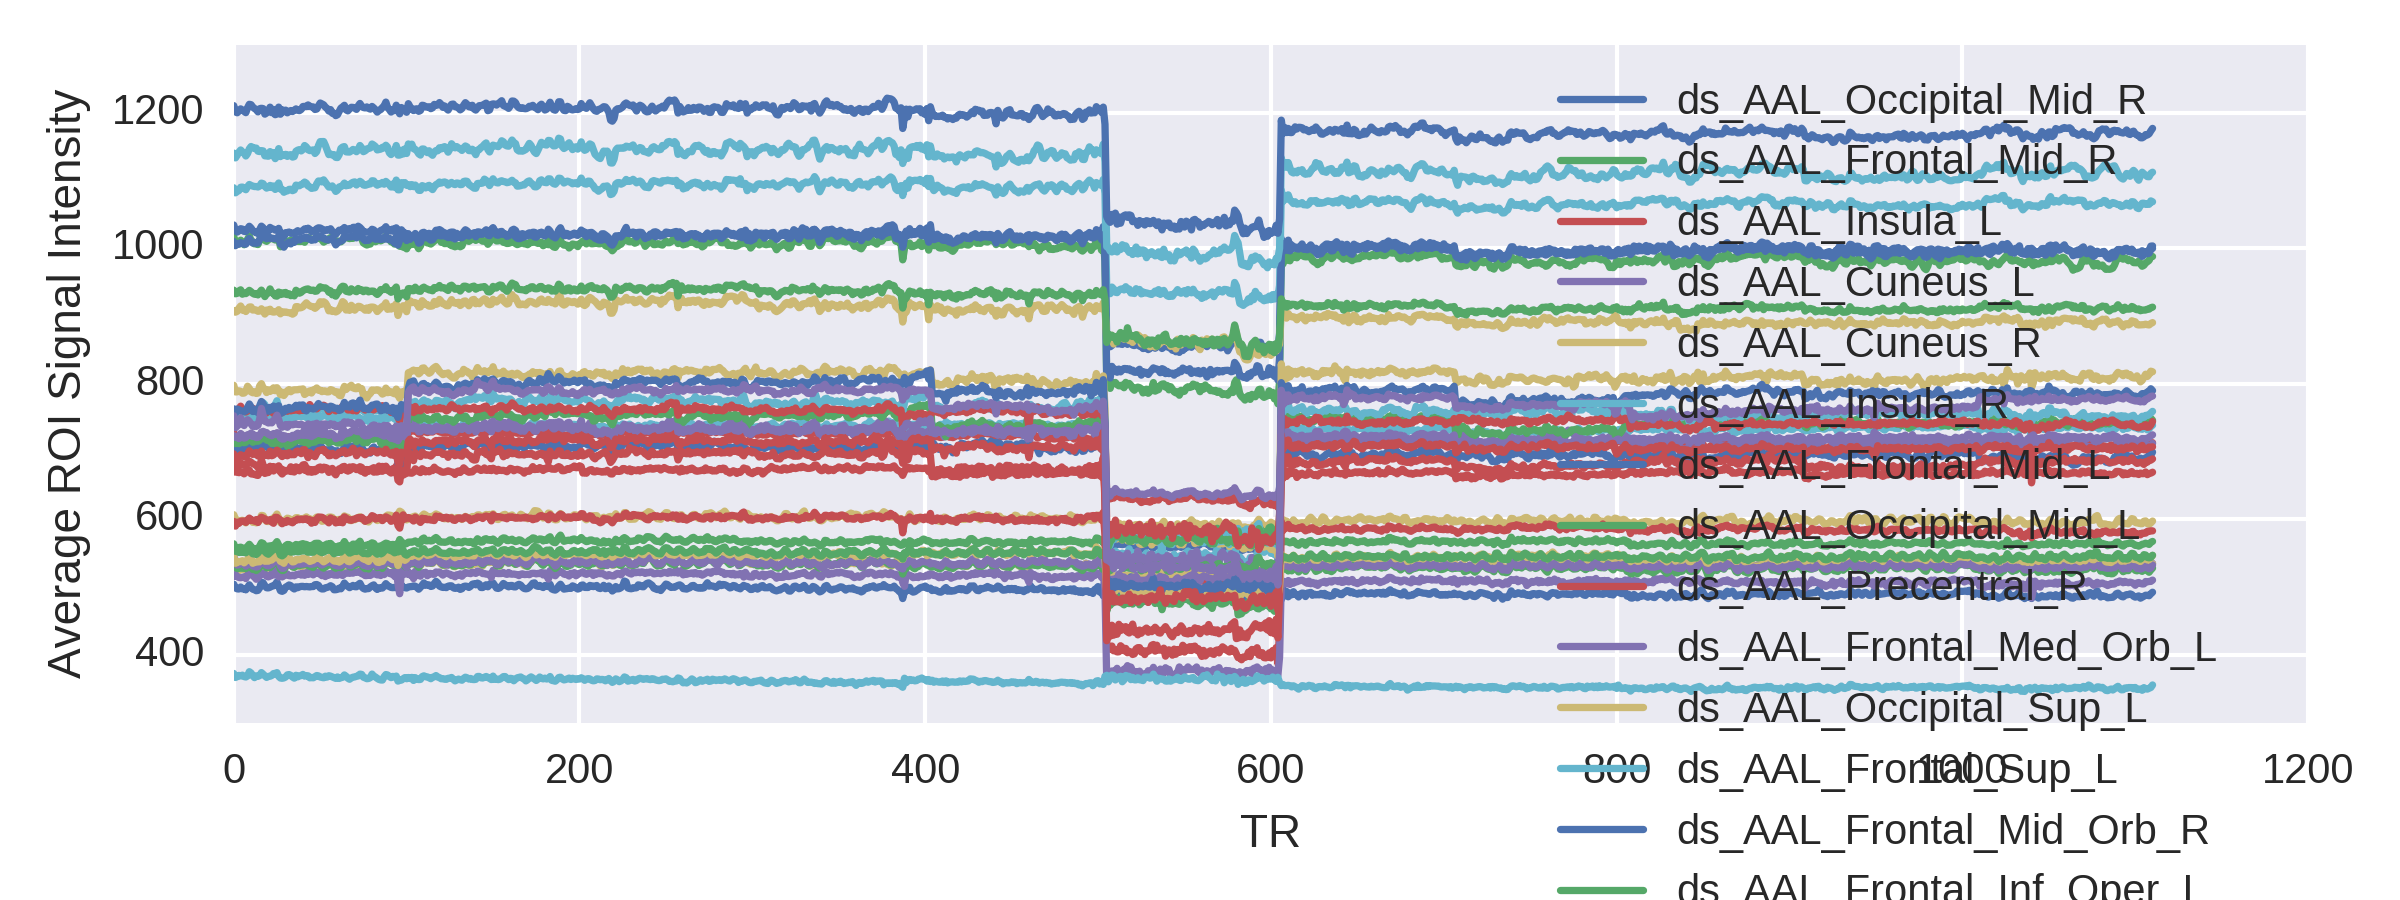 Average ROI Signal Intensity
1200
1000
800
600
400
0
200
400
600
800
1000
1200
TR
ds_AAL_Occipital_Mid_R
ds_AAL_Frontal_Mid_R
ds_AAL_Insula_L
ds_AAL_Cuneus_L
ds_AAL_Cuneus_R
ds_AAL_Insula_R
ds_AAL_Frontal_Mid_L
ds_AAL_Occipital_Mid_L
ds_AAL_Precentral_R
ds_AAL_Frontal_Med_Orb_L
ds_AAL_Occipital_Sup_L
ds_AAL_Frontal_Sup_L
ds_AAL_Frontal_Mid_Orb_R
ds_AAL_Frontal_Inf_Oper_L